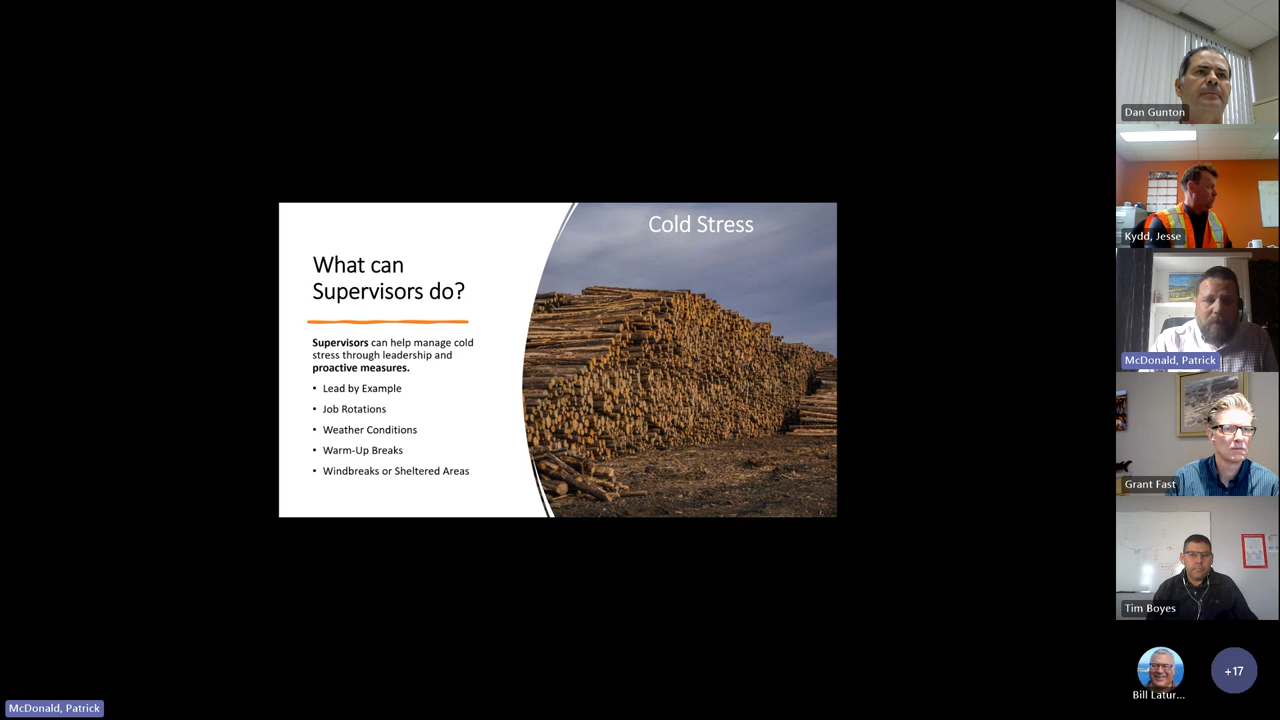 Cold Stress
What can
Supervisors do?
Supervisors can help manage cold
stress through leadership and
proactive measures.
• Lead by Example
• Job Rotations
• Weather Conditions
• Warm-Up Breaks
• Windbreaks or Sheltered Areas
Dan Gunton
Kydd, Jesse
McDonald, Patrick
Grant Fast
Tim Boyes
Bill Latur...
+17
McDonald, Patrick